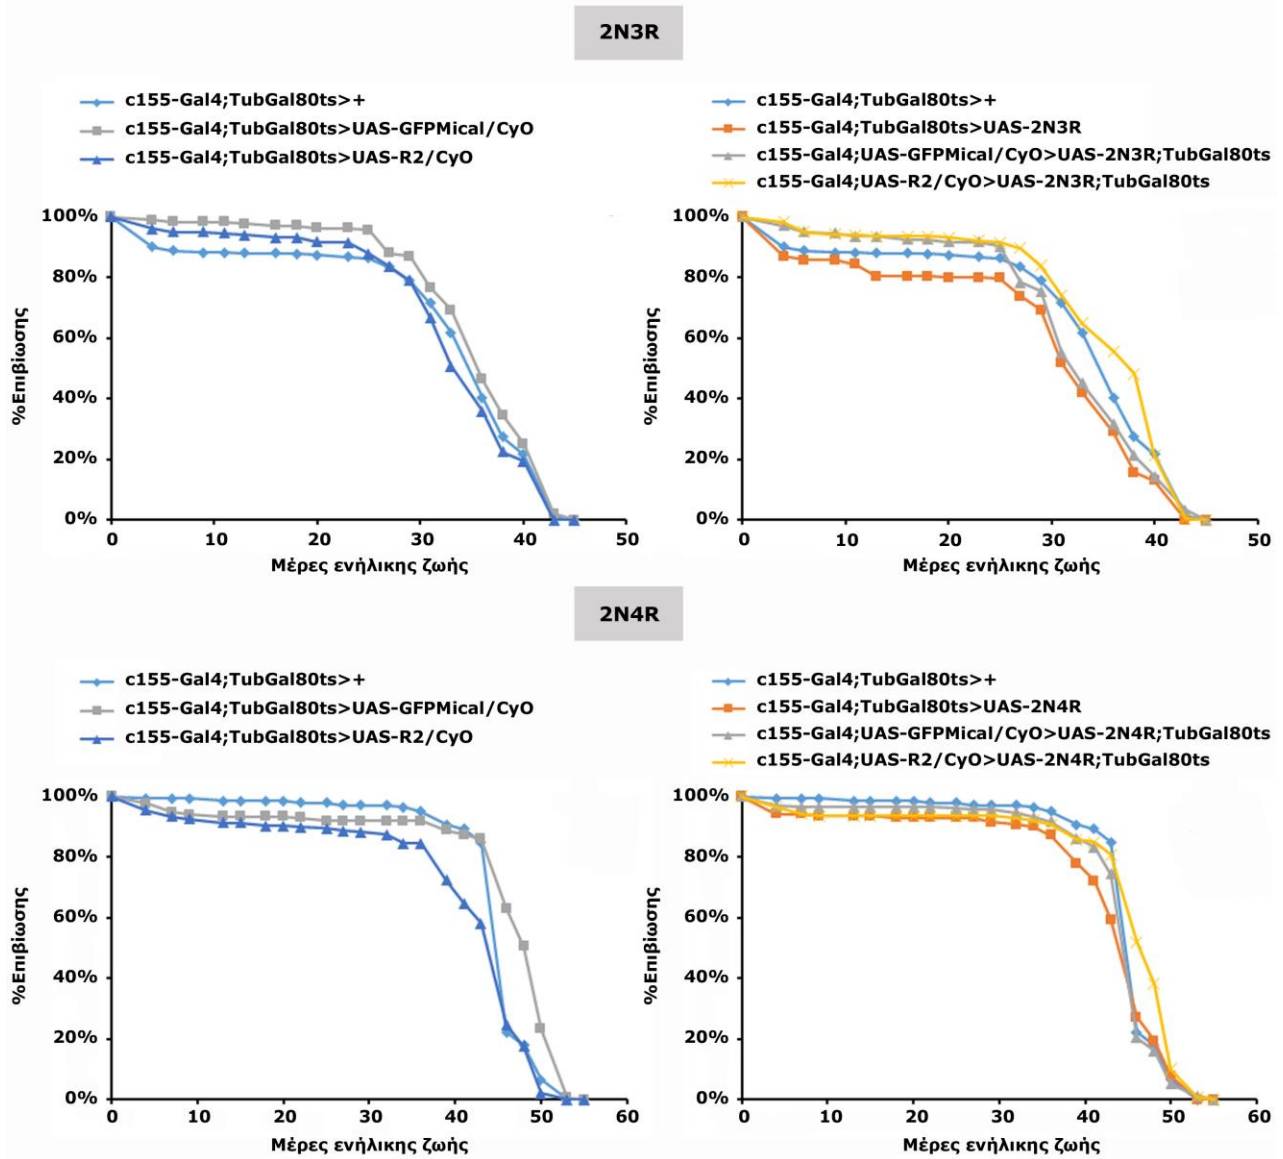 2N3R
c155-Gal4;TubGal80ts>+
c155-Gal4;TubGal80ts>UAS-GFPMical/CyO
c155-Gal4;TubGal80ts>UAS-R2/CyO
100%
80%
60%
40%
20%
0%
0 10 20 30 40 50
%Επιβίωσης
Μέρες ενήλικης ζωής
c155-Gal4;TubGal80ts>+
c155-Gal4;TubGal80ts>UAS-2N3R
c155-Gal4;UAS-GFPMical/CyO>UAS-2N3R;TubGal80ts
c155-Gal4;UAS-R2/CyO>UAS-2N3R;TubGal80ts
100%
80%
60%
40%
20%
0%
0 10 20 30 40 50
%Επιβίωσης
Μέρες ενήλικης ζωής
2N4R
c155-Gal4;TubGal80ts>+
c155-Gal4;TubGal80ts>UAS-GFPMical/CyO
c155-Gal4;TubGal80ts>UAS-R2/CyO
100%
80%
60%
40%
20%
0%
0 10 20 30 40 50 60
%Επιβίωσης
Μέρες ενήλικης ζωής
c155-Gal4;TubGal80ts>+
c155-Gal4;TubGal80ts>UAS-2N4R
c155-Gal4;UAS-GFPMical/CyO>UAS-2N4R;TubGal80ts
c155-Gal4;UAS-R2/CyO>UAS-2N4R;TubGal80ts
100%
80%
60%
40%
20%
0%
0 10 20 30 40 50 60
%Επιβίωσης
Μέρες ενήλικης ζωής